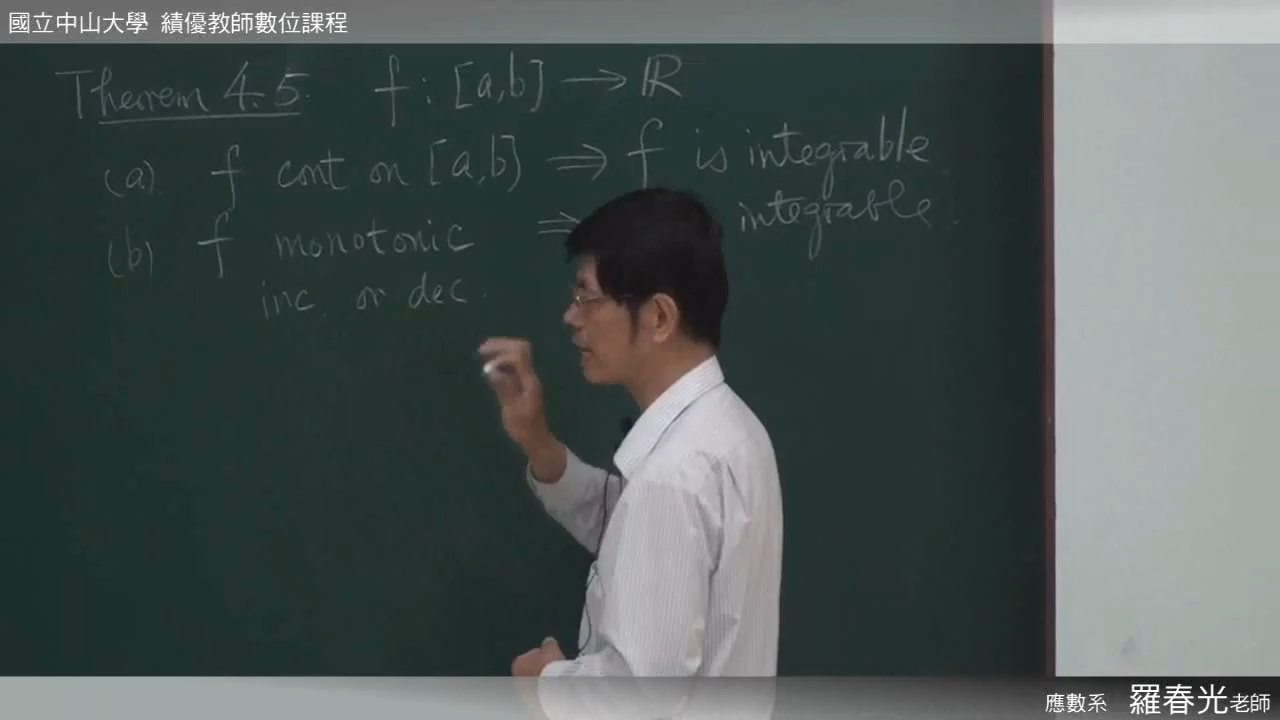 國立中山大學 績優教師數位課程
Theorem 4.5. f : [a,b] → ℝ
(a) f cont on [a,b] ⇒ f is integrable.
(b) f monotonic ⇒ integrable.
inc. or dec.
應數系 羅春光老師